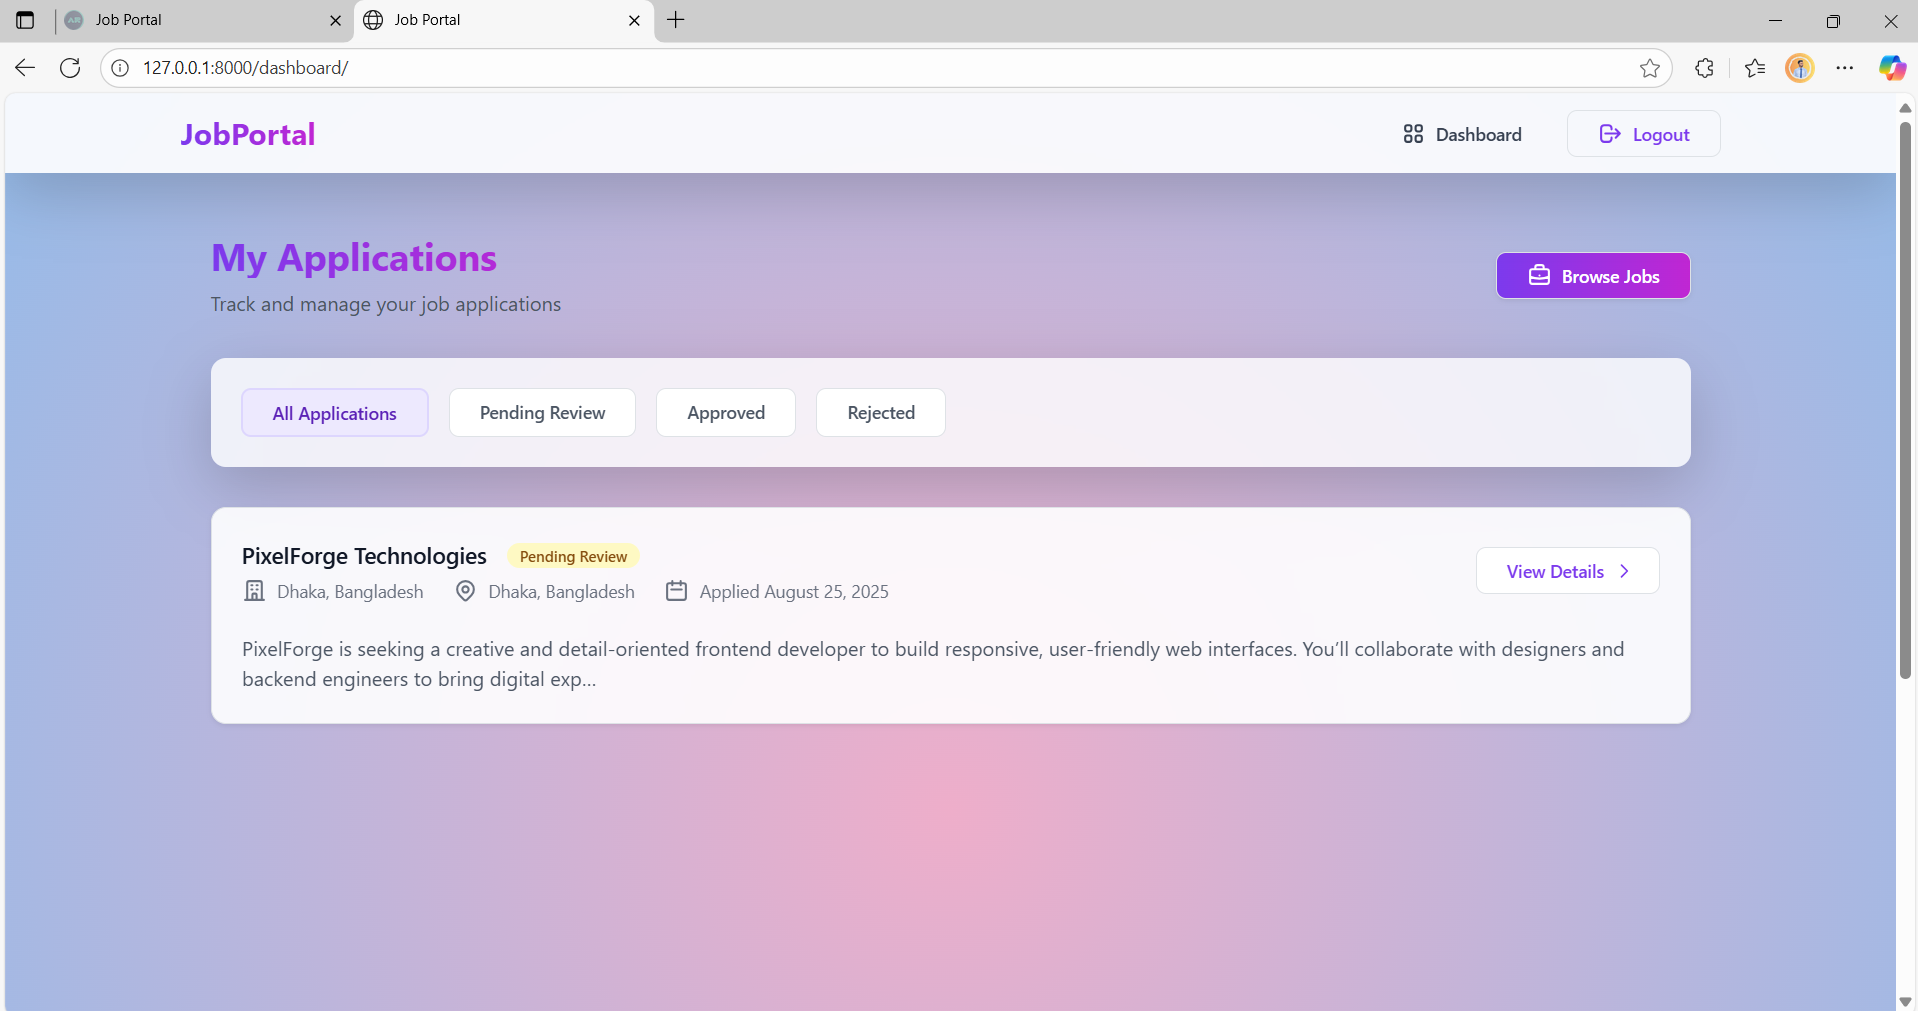 Job Portal
Job Portal
127.0.0.1:8000/dashboard/
JobPortal
Dashboard
Logout
My Applications
Track and manage your job applications
Browse Jobs
All Applications
Pending Review
Approved
Rejected
PixelForge Technologies
Pending Review
Dhaka, Bangladesh
Dhaka, Bangladesh
Applied August 25, 2025
View Details
PixelForge is seeking a creative and detail-oriented frontend developer to build responsive, user-friendly web interfaces. You’ll collaborate with designers and
backend engineers to bring digital exp…